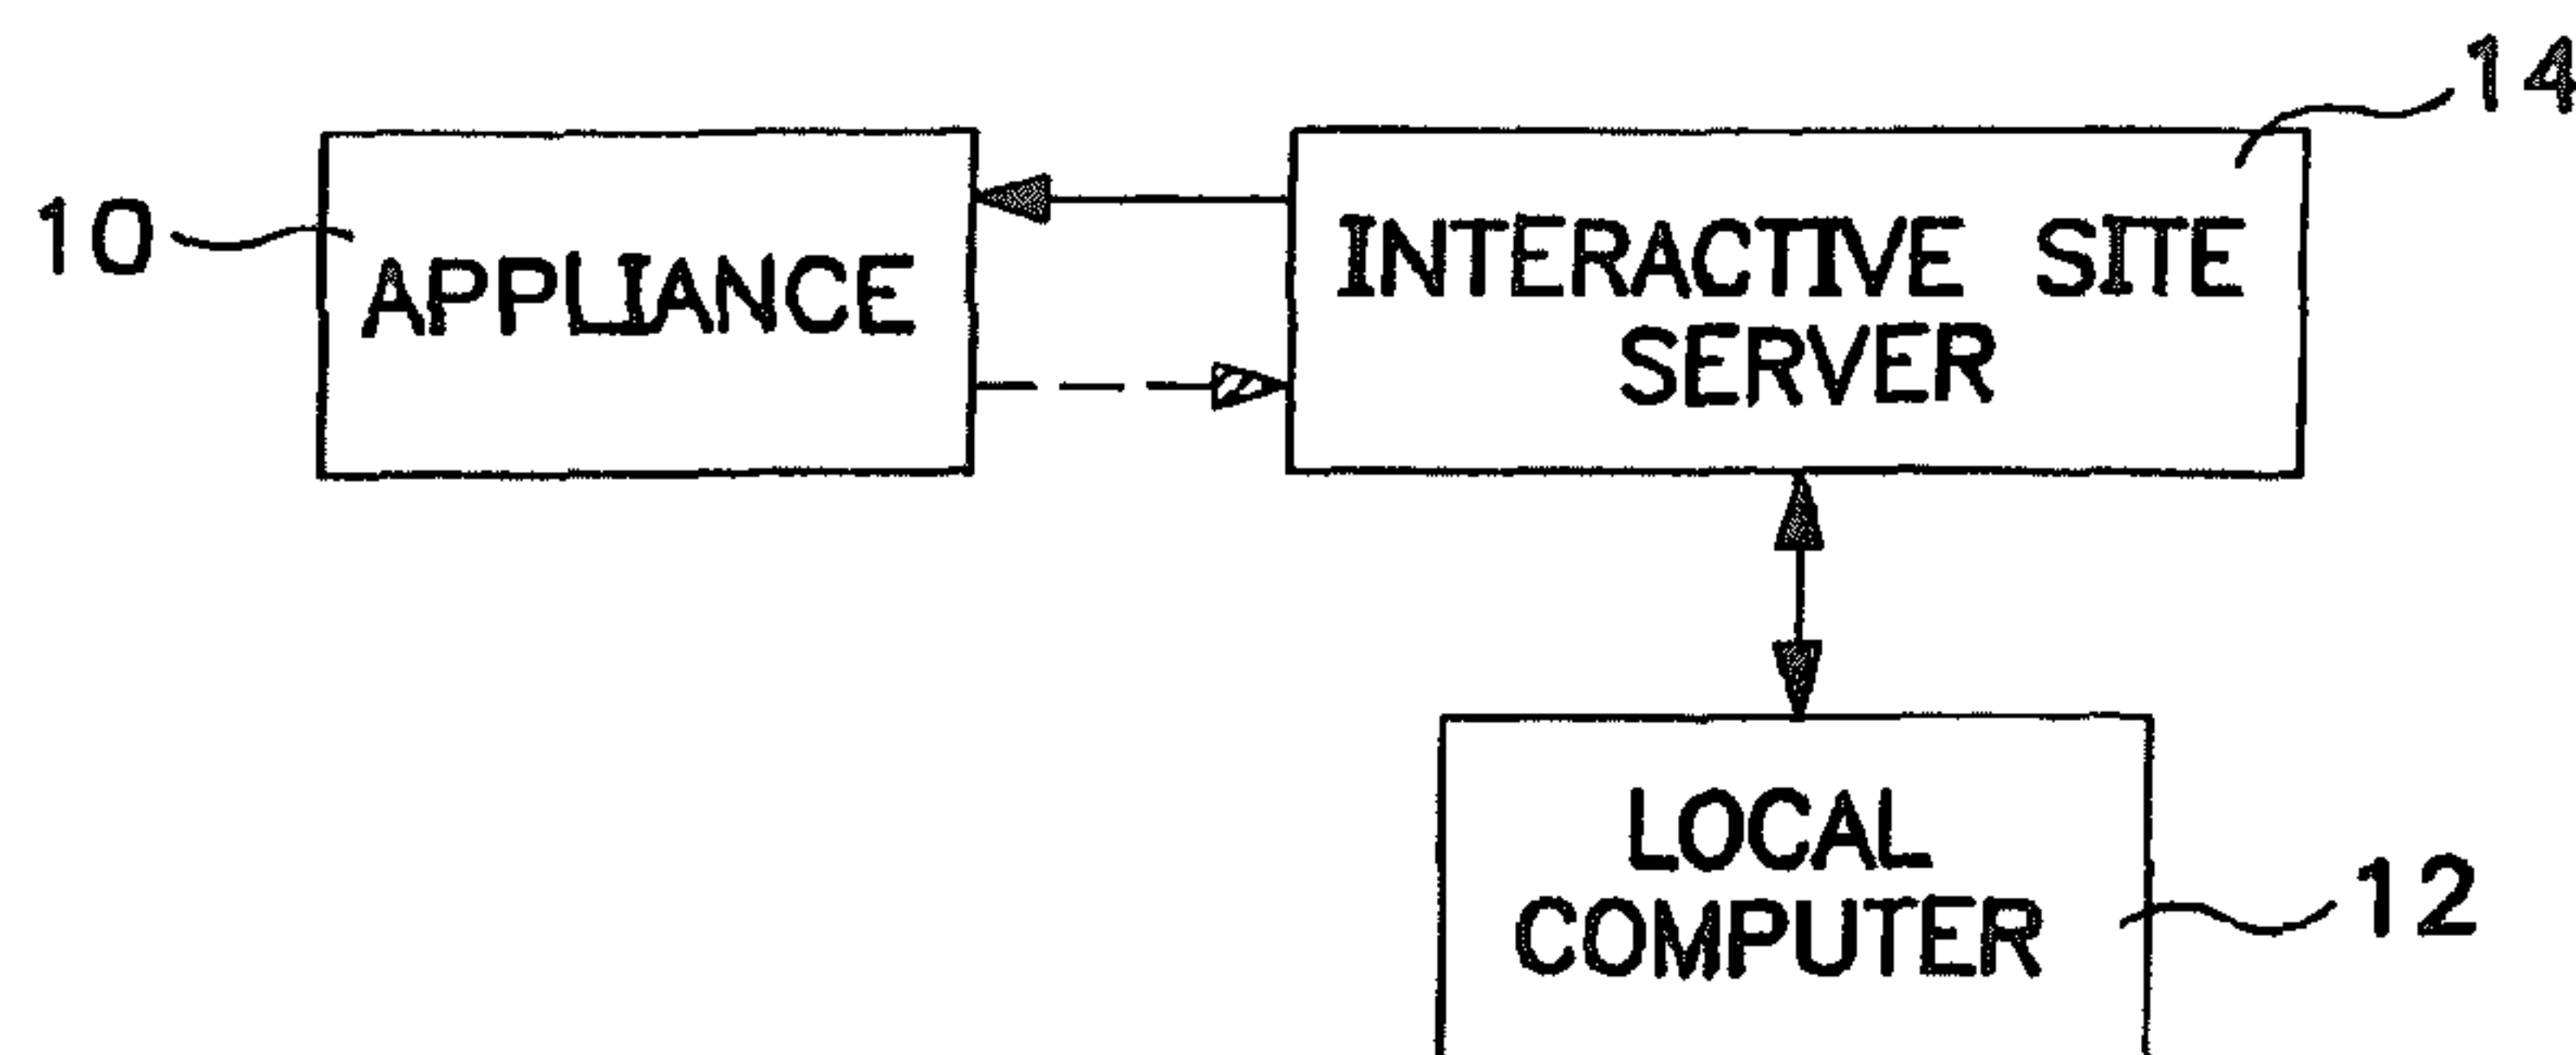 14
10
APPLIANCE
INTERACTIVE SITE
SERVER
LOCAL
COMPUTER
12